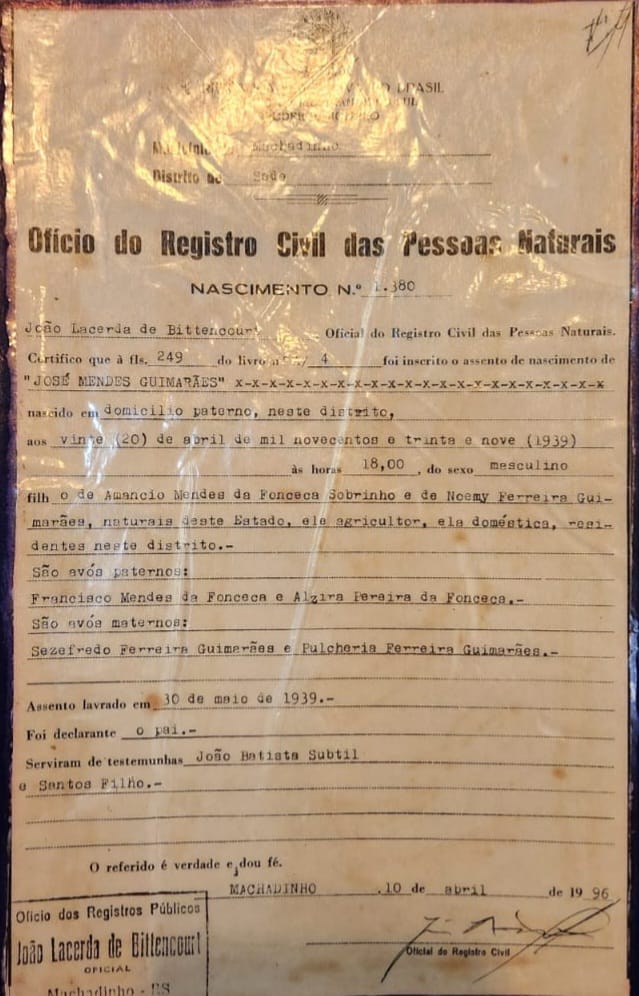 BRASIL
Machadinho
Distrito de Sede
Ofício do Registro Civil das Pessoas Naturais
NASCIMENTO N.º 1.380
João Lacerda de Bittencourt Oficial do Registro Civil das Pessoas Naturais.
Certifico que à fls. 249 do livro 4 foi inscrito o assento de nascimento de
"JOSÉ MENDES GUIMARÃES" x-x-x-x-x-x-x-x-x-x-x-x-x-x-x-x-x-x-x-x-x-x-x-x
nascido em domicilio paterno, neste distrito,
aos vinte (20) de abril de mil novecentos e trinta e nove (1939)
às horas 18,00, do sexo masculino
filh o de Amancio Mendes da Fonceca Sobrinho e de Noemy Ferreira Gui-
marães, naturais deste Estado, ele agricultor, ela doméstica, resi-
dentes neste distrito.-
São avós paternos:
Francisco Mendes da Fonceca e Alzira Pereira da Fonceca.-
São avós maternos:
Sezefredo Ferreira Guimarães e Pulcheria Ferreira Guimarães.-
Assento lavrado em 30 de maio de 1939.-
Foi declarante o pai.-
Serviram de testemunhas João Batista Subtil
e Santos Filho.-
O referido é verdade e dou fé.
MACHADINHO, 10 de abril de 1996
Oficial do Registro Civil
Oficio dos Registros Públicos
João Lacerda de Bittencourt
OFICIAL
Machadinho - RS